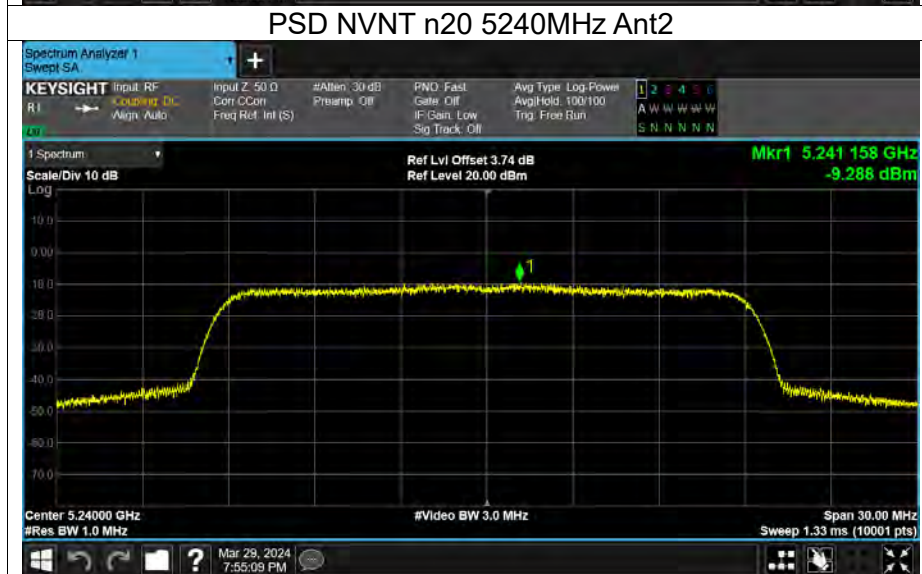 PSD NVNT n20 5240MHz Ant2
Spectrum Analyzer 1
Swept SA
+
KEYSIGHT Input: RF
Coupling: DC
Align: Auto
Input Z: 50 Ω
Corr CCorr
Freq Ref: Int (S)
#Atten: 30 dB
Preamp: Off
PNO: Fast
Gate: Off
IF Gain: Low
Sig Track: Off
Avg Type: Log-Power
Avg|Hold: 100/100
Trig: Free Run
1 2 3 4 5 6
A W W W W W
S N N N N N
1 Spectrum
Scale/Div 10 dB
Ref Lvl Offset 3.74 dB
Ref Level 20.00 dBm
Mkr1 5.241 158 GHz
-9.288 dBm
Log
10.0
0.00
-10.0
-20.0
-30.0
-40.0
-50.0
-60.0
-70.0
1
Center 5.24000 GHz
#Res BW 1.0 MHz
#Video BW 3.0 MHz
Span 30.00 MHz
Sweep 1.33 ms (10001 pts)
?
Mar 29, 2024
7:55:09 PM